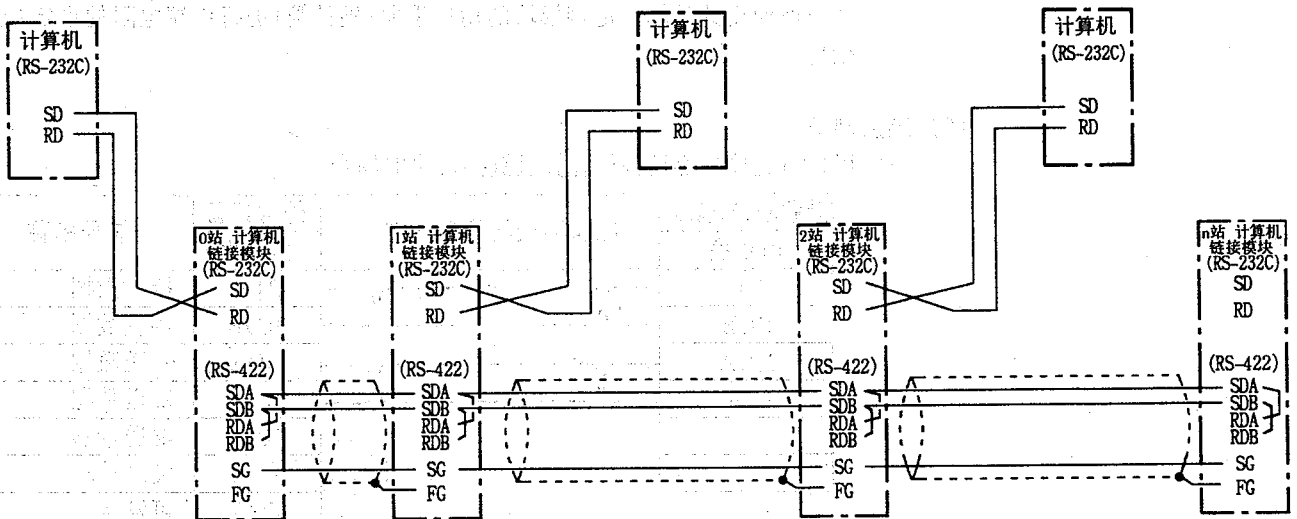 计算机
(RS-232C)
SD
RD
计算机
(RS-232C)
SD
RD
计算机
(RS-232C)
SD
RD
0站 计算机
链接模块
(RS-232C)
SD
RD
(RS-422)
SDA
SDB
RDA
RDB
SG
FG
1站 计算机
链接模块
(RS-232C)
SD
RD
(RS-422)
SDA
SDB
RDA
RDB
SG
FG
2站 计算机
链接模块
(RS-232C)
SD
RD
(RS-422)
SDA
SDB
RDA
RDB
SG
FG
n站 计算机
链接模块
(RS-232C)
SD
RD
(RS-422)
SDA
SDB
RDA
RDB
SG
FG